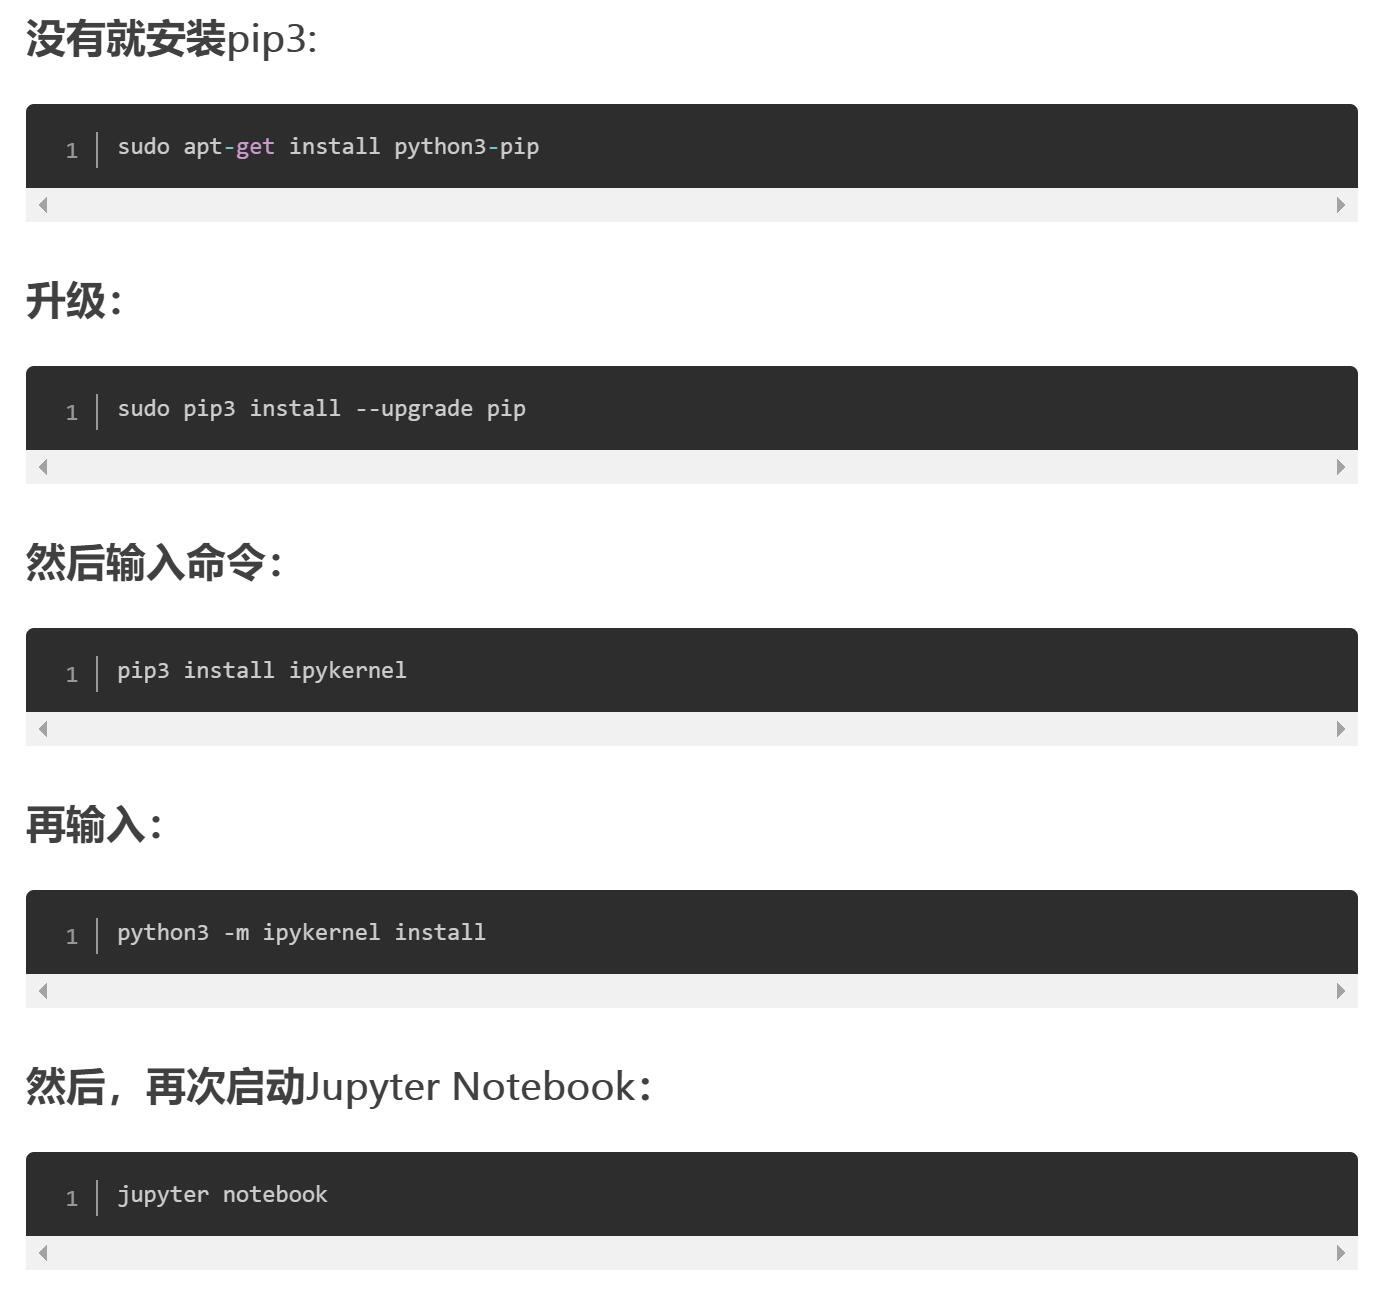 没有就安装pip3:
1 sudo apt-get install python3-pip
升级：
1 sudo pip3 install --upgrade pip
然后输入命令：
1 pip3 install ipykernel
再输入：
1 python3 -m ipykernel install
然后，再次启动Jupyter Notebook：
1 jupyter notebook